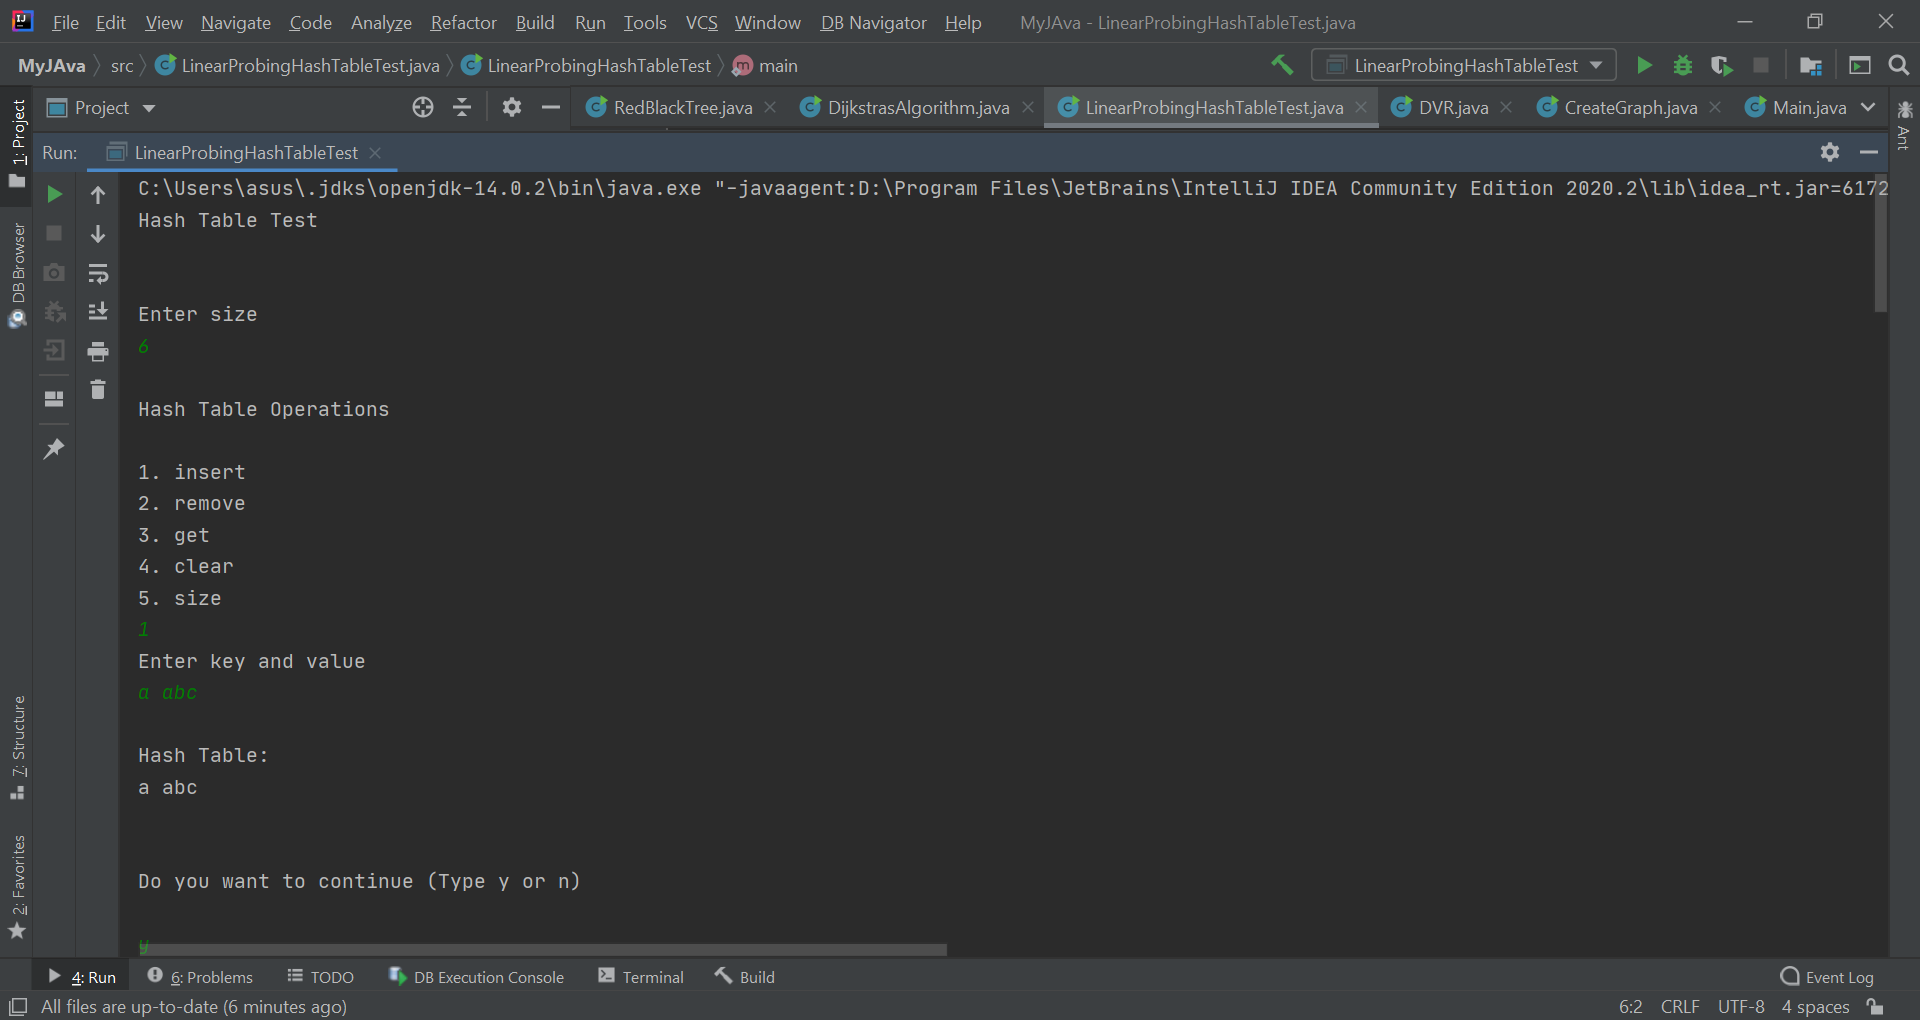 File Edit View Navigate Code Analyze Refactor Build Run Tools VCS Window DB Navigator Help MyJAva - LinearProbingHashTableTest.java
MyJAva src LinearProbingHashTableTest.java LinearProbingHashTableTest main LinearProbingHashTableTest
Project RedBlackTree.java DijkstrasAlgorithm.java LinearProbingHashTableTest.java DVR.java CreateGraph.java Main.java
Run: LinearProbingHashTableTest
1: Project
DB Browser
7: Structure
2: Favorites
Ant
C:\Users\asus\.jdks\openjdk-14.0.2\bin\java.exe "-javaagent:D:\Program Files\JetBrains\IntelliJ IDEA Community Edition 2020.2\lib\idea_rt.jar=6172
Hash Table Test
Enter size
6
Hash Table Operations
1. insert
2. remove
3. get
4. clear
5. size
1
Enter key and value
a abc
Hash Table:
a abc
Do you want to continue (Type y or n)
y
4: Run 6: Problems TODO DB Execution Console Terminal Build Event Log
All files are up-to-date (6 minutes ago) 6:2 CRLF UTF-8 4 spaces